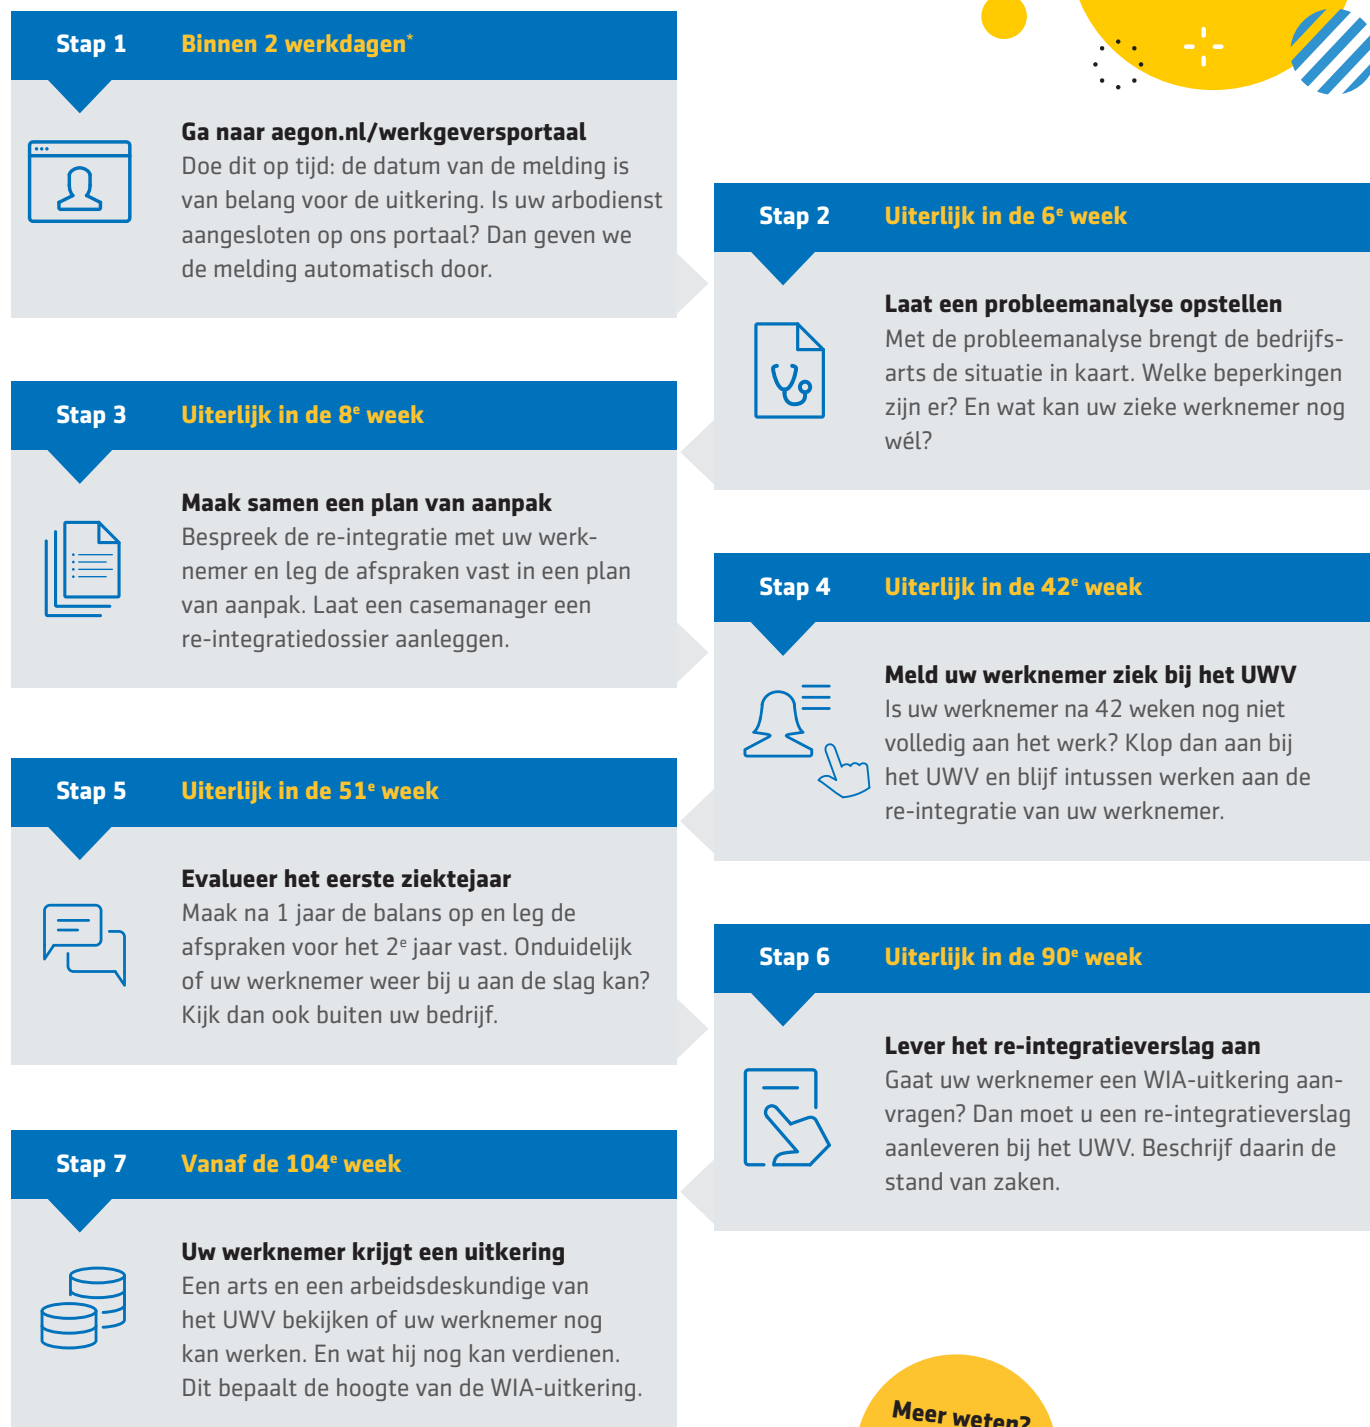 Stap 1 Binnen 2 werkdagen*
Ga naar aegon.nl/werkgeversportaal
Doe dit op tijd: de datum van de melding is
van belang voor de uitkering. Is uw arbodienst
aangesloten op ons portaal? Dan geven we
de melding automatisch door.
Stap 2 Uiterlijk in de 6e week
Laat een probleemanalyse opstellen
Met de probleemanalyse brengt de bedrijfs-
arts de situatie in kaart. Welke beperkingen
zijn er? En wat kan uw zieke werknemer nog
wél?
Stap 3 Uiterlijk in de 8e week
Maak samen een plan van aanpak
Bespreek de re-integratie met uw werk-
nemer en leg de afspraken vast in een plan
van aanpak. Laat een casemanager een
re-integratiedossier aanleggen.
Stap 4 Uiterlijk in de 42e week
Meld uw werknemer ziek bij het UWV
Is uw werknemer na 42 weken nog niet
volledig aan het werk? Klop dan aan bij
het UWV en blijf intussen werken aan de
re-integratie van uw werknemer.
Stap 5 Uiterlijk in de 51e week
Evalueer het eerste ziektejaar
Maak na 1 jaar de balans op en leg de
afspraken voor het 2e jaar vast. Onduidelijk
of uw werknemer weer bij u aan de slag kan?
Kijk dan ook buiten uw bedrijf.
Stap 6 Uiterlijk in de 90e week
Lever het re-integratieverslag aan
Gaat uw werknemer een WIA-uitkering aan-
vragen? Dan moet u een re-integratieverslag
aanleveren bij het UWV. Beschrijf daarin de
stand van zaken.
Stap 7 Vanaf de 104e week
Uw werknemer krijgt een uitkering
Een arts en een arbeidsdeskundige van
het UWV bekijken of uw werknemer nog
kan werken. En wat hij nog kan verdienen.
Dit bepaalt de hoogte van de WIA-uitkering.
Meer weten?